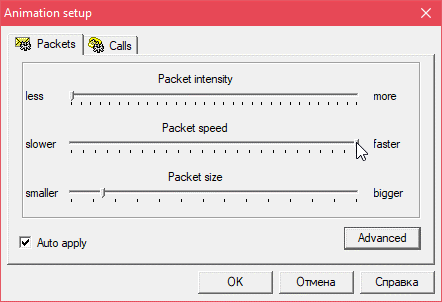 Animation setup
Packets Calls
Packet intensity
less more
Packet speed
slower faster
Packet size
smaller bigger
Auto apply Advanced
OK Отмена Справка